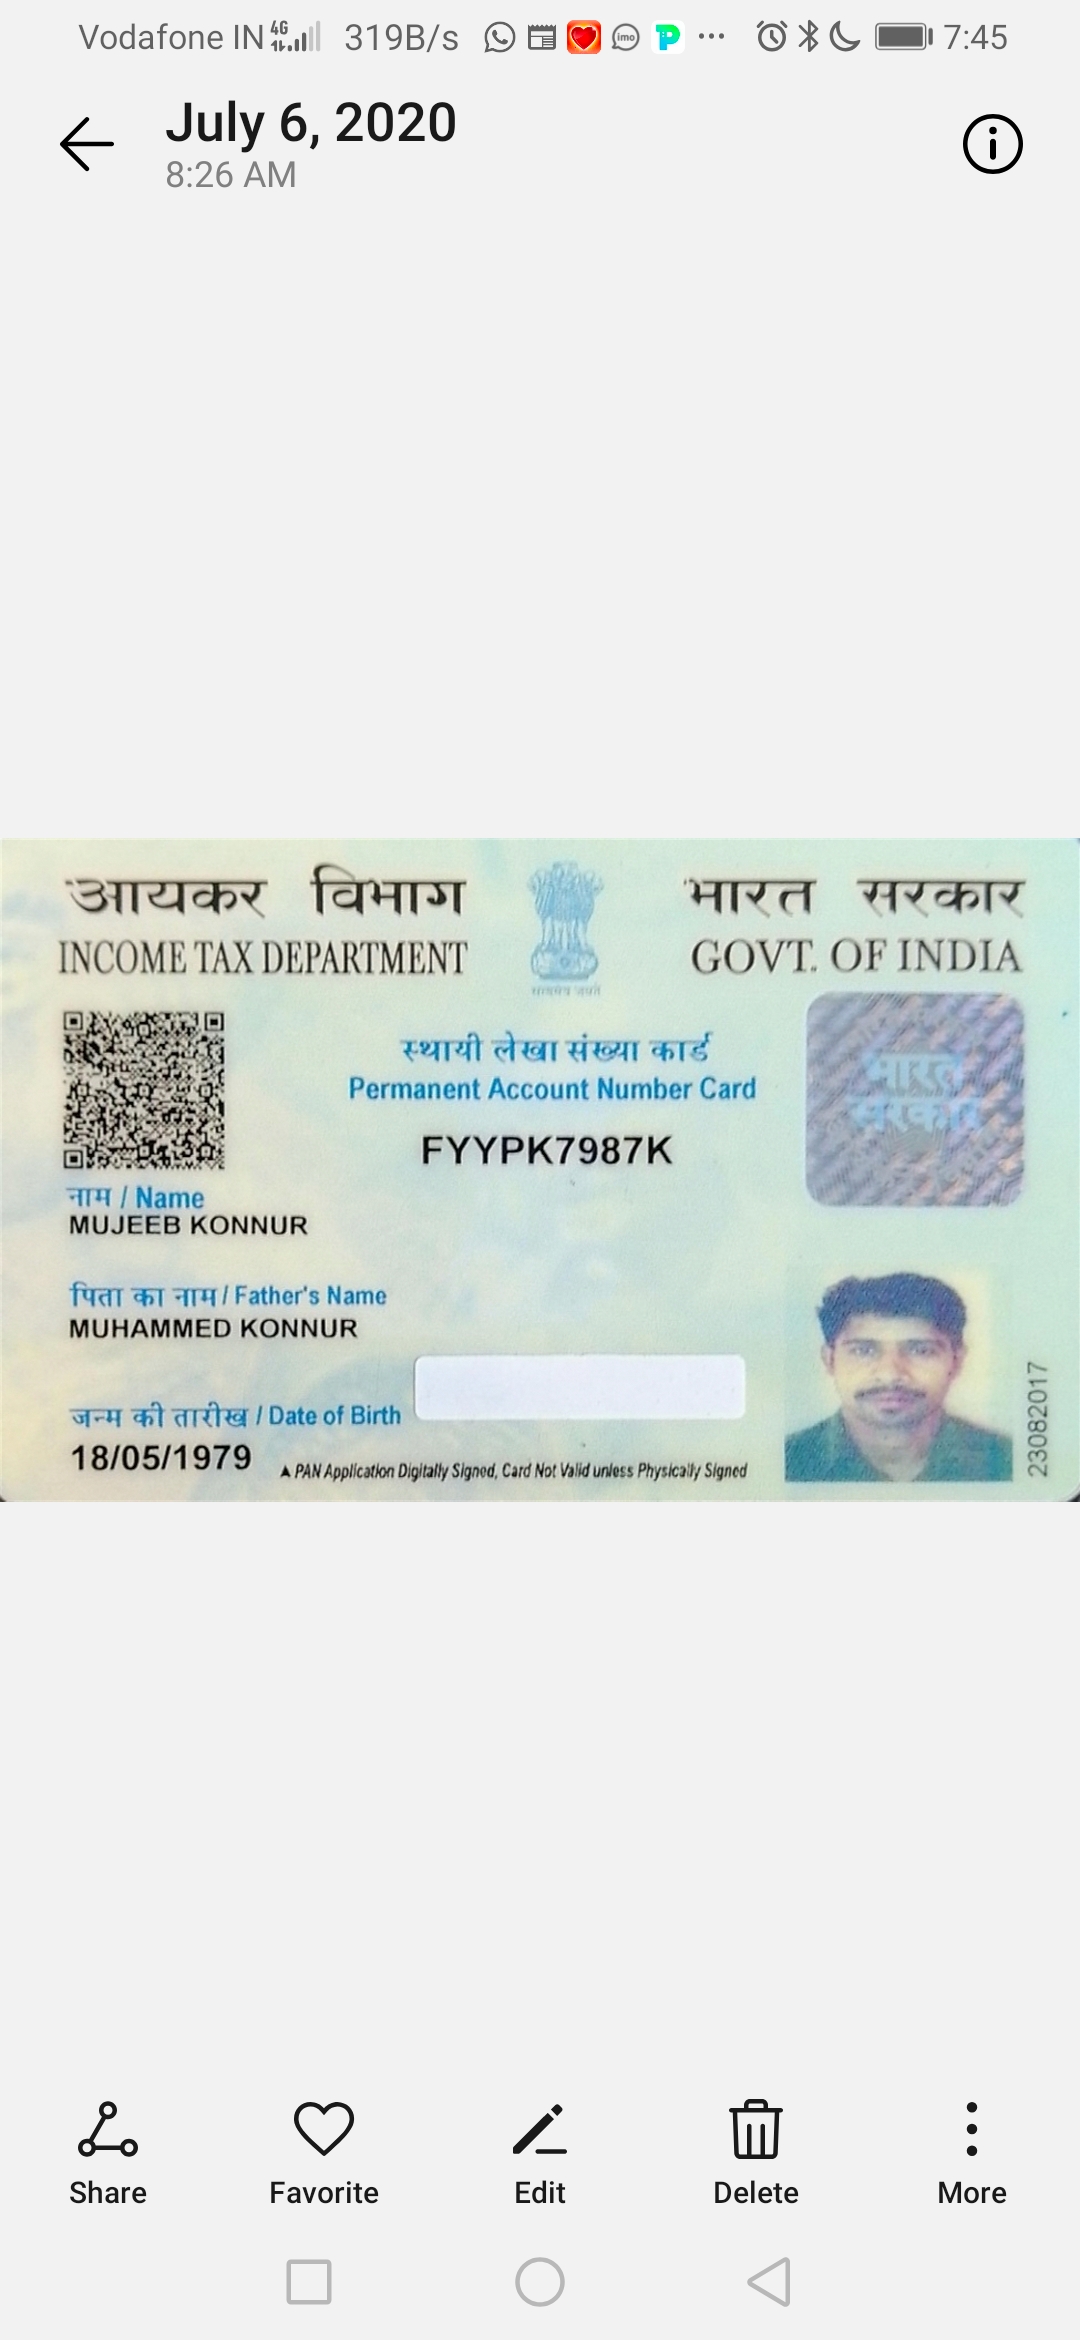 Vodafone IN 4G 319B/s imo P ... 7:45
July 6, 2020
8:26 AM
आयकर विभाग भारत सरकार
INCOME TAX DEPARTMENT GOVT. OF INDIA
सत्यमेव जयते
स्थायी लेखा संख्या कार्ड
Permanent Account Number Card
भारत
सरकार
FYYPK7987K
नाम / Name
MUJEEB KONNUR
पिता का नाम / Father's Name
MUHAMMED KONNUR
जन्म की तारीख / Date of Birth
18/05/1979
PAN Application Digitally Signed, Card Not Valid unless Physically Signed
23082017
Share Favorite Edit Delete More